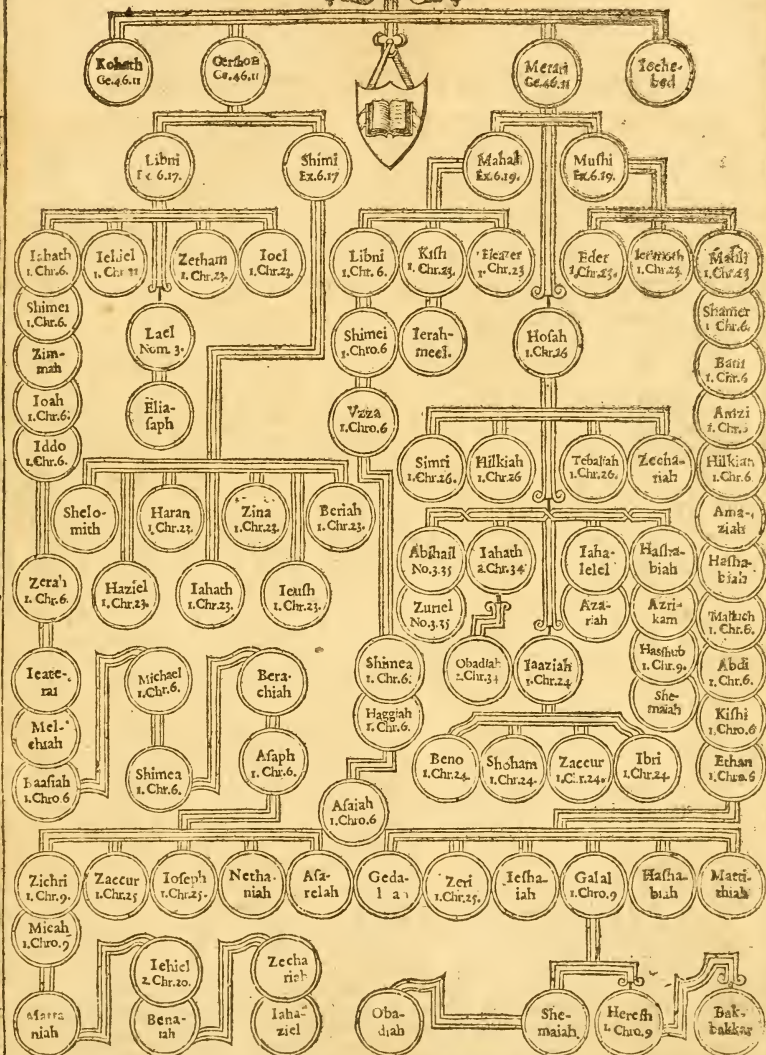 Kohath
Ge.46.11
Gershon
Ge.46.11
Merari
Ge.46.11
Ioche-
bed
Libni
Ex.6.17.
Shimi
Ex.6.17
Mahali
Ex.6.19.
Mushi
Ex.6.19.
Iahath
1.Chr.6.
Iehiel
1.Chr.
Zetham
1.Chr.23.
Ioel
1.Chr.23.
Libni
1.Chr.6.
Kish
1.Chr.23.
1.Chr.23
Eder
1.Chr.23.
1.Chr.23.
Mahli
1.Chr.23
Shimei
1.Chr.6.
Zim-
mah
Ioah
1.Chr.6.
Iddo
1.Chr.6.
Lael
Num.3.
Elia-
saph
Shimei
1.Chro.6
Ierah-
meel.
Vzza
1.Chro.6
Hosah
1.Chr.26
Shamer
1.Chr.6.
Bani
1.Chr.6
Amzi
Simri
1.Chr.26.
Hilkiah
1.Chr.26
Tebaliah
1.Chr.26.
Zecha-
riah
Hilkiah
1.Chr.6.
Ama-
ziah
Shelo-
mith
Haran
1.Chr.23.
Zina
1.Chr.23.
Beriah
1.Chr.23.
Haziel
1.Chr.23.
Iahath
1.Chr.23.
Ieush
1.Chr.23.
Abihail
No.3.35
Zuriel
No.3.35
Iahath
2.Chr.34
Iaha-
lelel
Aza-
riah
Hasha-
biah
Azri-
kam
Hasshub
1.Chr.9.
She-
maiah
Hasha-
biah
Malluch
1.Chr.6.
Abdi
1.Chr.6.
Kishi
1.Chro.6
Ethan
1.Chro.6
Zerah
1.Chr.6.
Ieate-
rai
Mel-
chiah
Baasiah
1.Chro.6
Michael
1.Chr.6.
Shimea
1.Chr.6.
Bera-
chiah
Asaph
1.Chr.6.
Shimea
1.Chr.6.
Haggiah
1.Chr.6.
Asaiah
1.Chro.6
Obadiah
2.Chr.34
Iaaziah
1.Chr.24
Beno
1.Chr.24.
Shoham
1.Chr.24.
Zaccur
1.Chr.24.
Ibri
1.Chr.24.
Zichri
1.Chr.9.
Zaccur
1.Chr.25
Ioseph
1.Chr.25.
Netha-
niah
Asa-
relah
Geda-
Zeri
1.Chr.25.
Iesha-
iah
Galal
1.Chro.9
Hasha-
biah
Matti-
thiah
Micah
1.Chro.9
Matta-
niah
Iehiel
2.Chr.20.
Bena-
iah
Zecha
riah
Iaha-
ziel
Oba-
diah
She-
maiah
Heresh
1.Chro.9
Bak-
bakkar